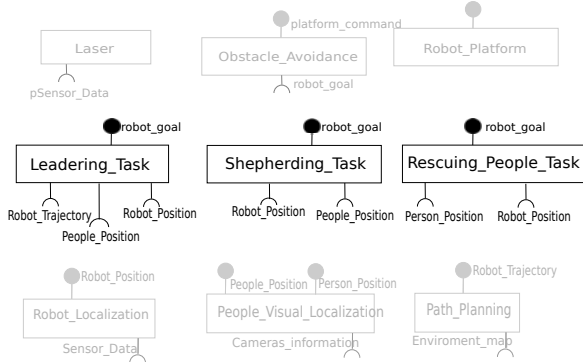 platform_command
Laser
Obstacle_Avoidance
Robot_Platform
pSensor_Data
robot_goal
robot_goal
robot_goal
robot_goal
Leadering_Task
Shepherding_Task
Rescuing_People_Task
Robot_Trajectory
Robot_Position
People_Position
Robot_Position
People_Position
Person_Position
Robot_Position
Robot_Position
People_Position
Person_Position
Robot_Trajectory
Robot_Localization
People_Visual_Localization
Path_Planning
Sensor_Data
Cameras_information
Enviroment_map